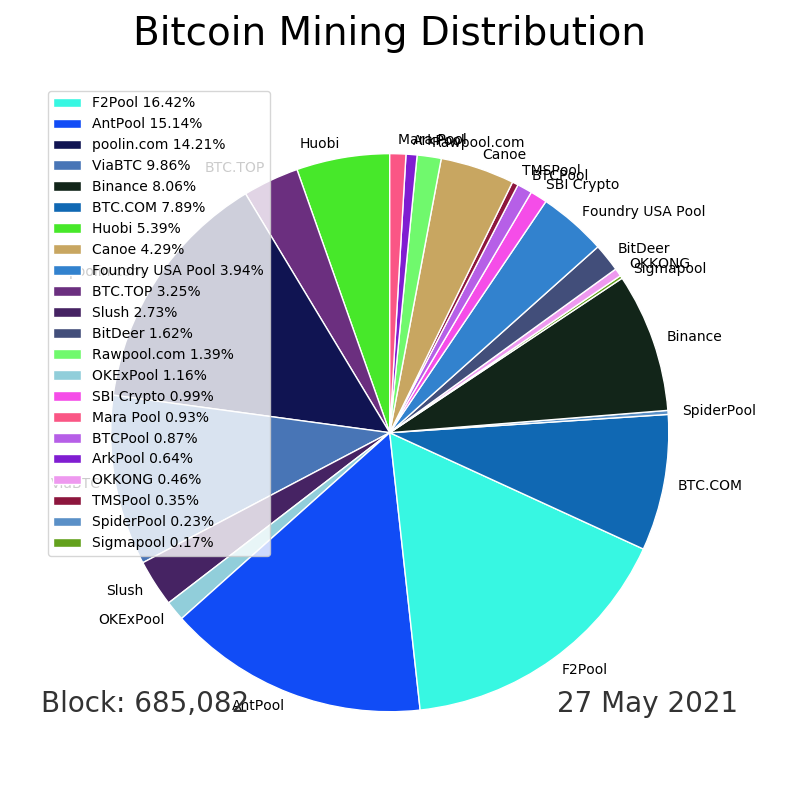 Bitcoin Mining Distribution
F2Pool 16.42%
AntPool 15.14%
poolin.com 14.21%
ViaBTC 9.86%
Binance 8.06%
BTC.COM 7.89%
Huobi 5.39%
Canoe 4.29%
Foundry USA Pool 3.94%
BTC.TOP 3.25%
Slush 2.73%
BitDeer 1.62%
Rawpool.com 1.39%
OKExPool 1.16%
SBI Crypto 0.99%
Mara Pool 0.93%
BTCPool 0.87%
ArkPool 0.64%
OKKONG 0.46%
TMSPool 0.35%
SpiderPool 0.23%
Sigmapool 0.17%
Mara Pool
ArkPool
Rawpool.com
Canoe
TMSPool
BTCPool
SBI Crypto
Foundry USA Pool
BitDeer
OKKONG
Sigmapool
Binance
SpiderPool
BTC.COM
F2Pool
AntPool
OKExPool
Slush
ViaBTC
BTC.TOP
Huobi
Block: 685,082
27 May 2021